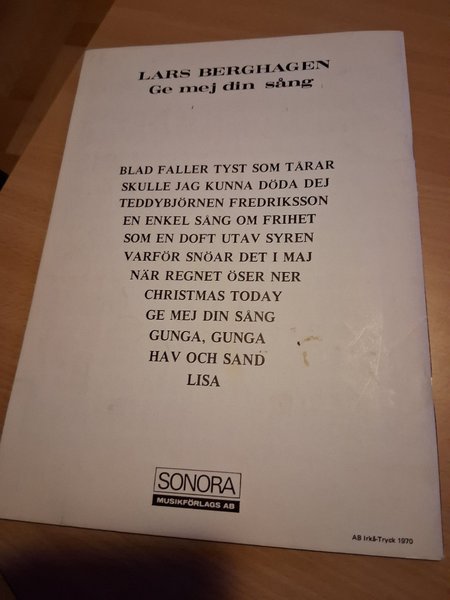 LARS BERGHAGEN
Ge mej din sång
BLAD FALLER TYST SOM TÅRAR
SKULLE JAG KUNNA DÖDA DEJ
TEDDYBJÖRNEN FREDRIKSSON
EN ENKEL SÅNG OM FRIHET
SOM EN DOFT UTAV SYREN
VARFÖR SNÖAR DET I MAJ
NÄR REGNET ÖSER NER
CHRISTMAS TODAY
GE MEJ DIN SÅNG
GUNGA, GUNGA
HAV OCH SAND
LISA
SONORA
MUSIKFÖRLAGS AB
AB Irkå-Tryck 1970